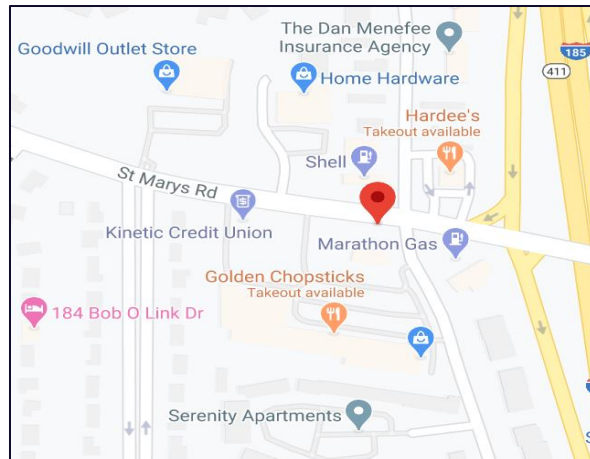 The Dan Menefee
Insurance Agency
Goodwill Outlet Store
185
411
Home Hardware
Hardee's
Takeout available
Shell
St Marys Rd
Kinetic Credit Union
Marathon Gas
Golden Chopsticks
Takeout available
184 Bob O Link Dr
Serenity Apartments